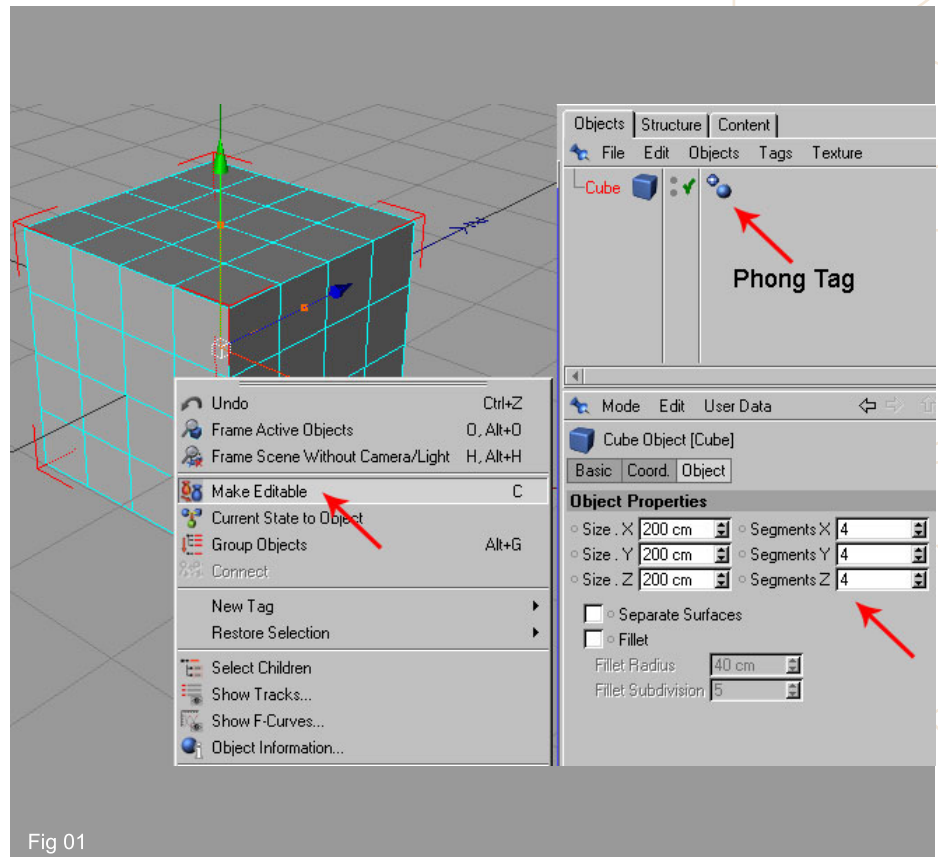 Objects Structure Content
File Edit Objects Tags Texture
Cube
Phong Tag
Undo Ctrl+Z
Frame Active Objects O, Alt+O
Frame Scene Without Camera/Light H, Alt+H
Make Editable C
Current State to Object
Group Objects Alt+G
Connect
New Tag
Restore Selection
Select Children
Show Tracks...
Show F-Curves...
Object Information...
Mode Edit User Data
Cube Object [Cube]
Basic Coord. Object
Object Properties
Size . X 200 cm Segments X 4
Size . Y 200 cm Segments Y 4
Size . Z 200 cm Segments Z 4
Separate Surfaces
Fillet
Fillet Radius 40 cm
Fillet Subdivision 5
Fig 01